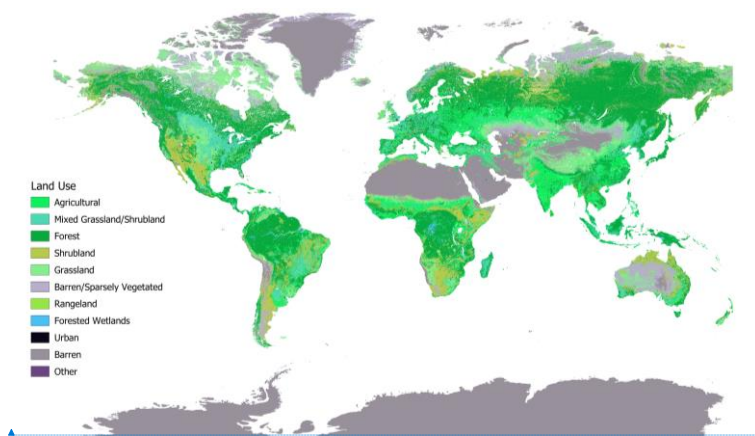 Land Use
Agricultural
Mixed Grassland/Shrubland
Forest
Shrubland
Grassland
Barren/Sparsely Vegetated
Rangeland
Forested Wetlands
Urban
Barren
Other